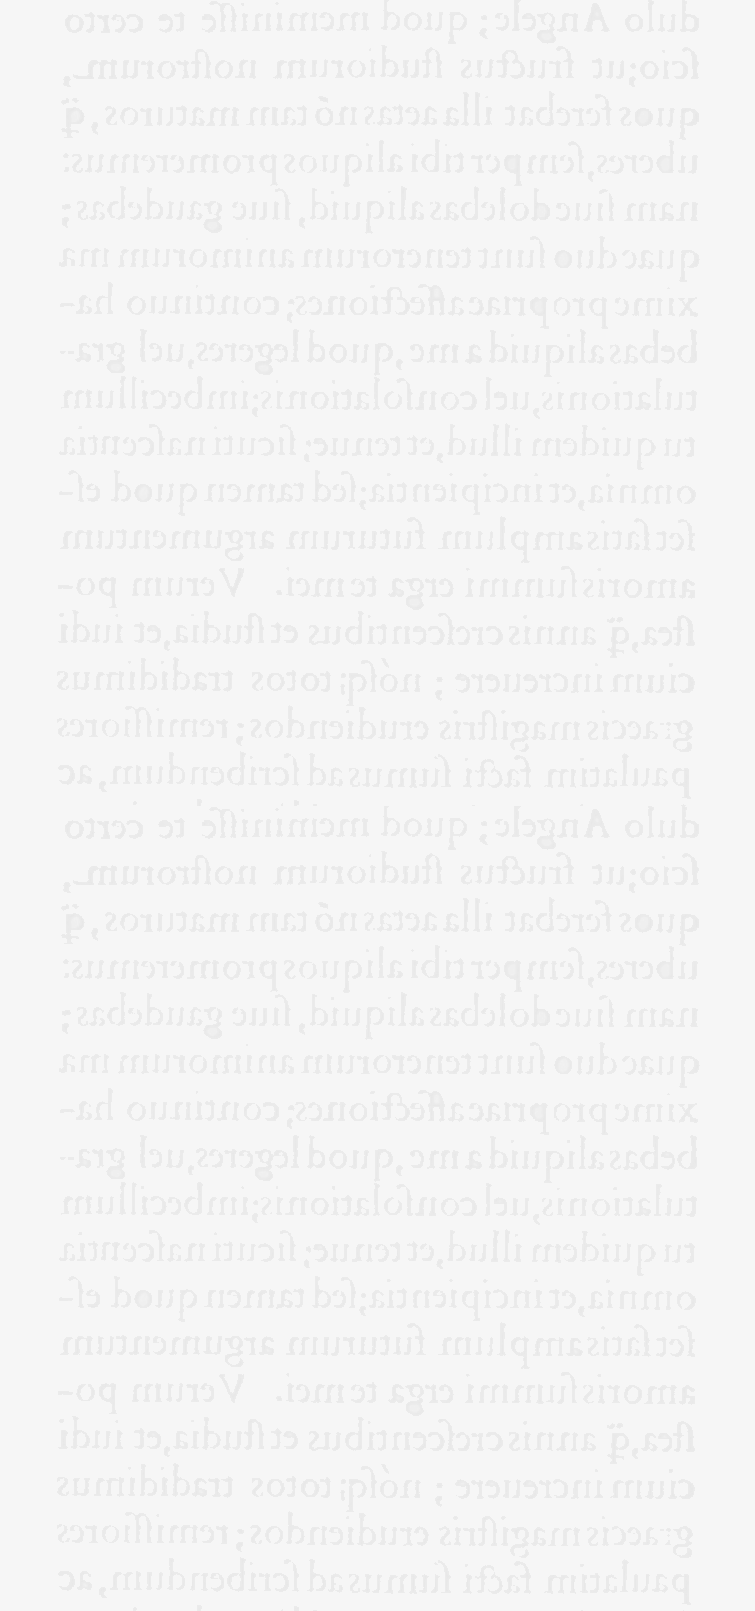 dulo Angele; quod meminiſſe te certo
ſcio; ut fructus ſtudiorum noſtrorum,
quos ferebat illa aetas nō tam maturos, q̃
uberes, ſemper tibi aliquos promeremus:
nam ſiue dolebas aliquid, ſiue gaudebas;
quae duo ſunt tenerorum animorum ma
xime propriae affectiones; continuo ha-
bebas aliquid a me, quod legeres, uel gra-
tulationis, uel conſolationis; imbecillum
tu quidem illud, et tenue; ſicuti naſcentia
omnia, et incipientia; ſed tamen quod eſ-
ſet ſatis amplum futurum argumentum
amoris ſummi erga te mei. Verum po-
ſtea, q̃ annis creſcentibus et ſtudia, et iudi
cium increuere; nóſq; totos tradidimus
graecis magiſtris erudiendos; remiſſiores
paulatim facti ſumus ad ſcribendum, ac
dulo Angele; quod meminiſſe te certo
ſcio; ut fructus ſtudiorum noſtrorum,
quos ferebat illa aetas nō tam maturos, q̃
uberes, ſemper tibi aliquos promeremus:
nam ſiue dolebas aliquid, ſiue gaudebas;
quae duo ſunt tenerorum animorum ma
xime propriae affectiones; continuo ha-
bebas aliquid a me, quod legeres, uel gra-
tulationis, uel conſolationis; imbecillum
tu quidem illud, et tenue; ſicuti naſcentia
omnia, et incipientia; ſed tamen quod eſ-
ſet ſatis amplum futurum argumentum
amoris ſummi erga te mei. Verum po-
ſtea, q̃ annis creſcentibus et ſtudia, et iudi
cium increuere; nóſq; totos tradidimus
graecis magiſtris erudiendos; remiſſiores
paulatim facti ſumus ad ſcribendum, ac